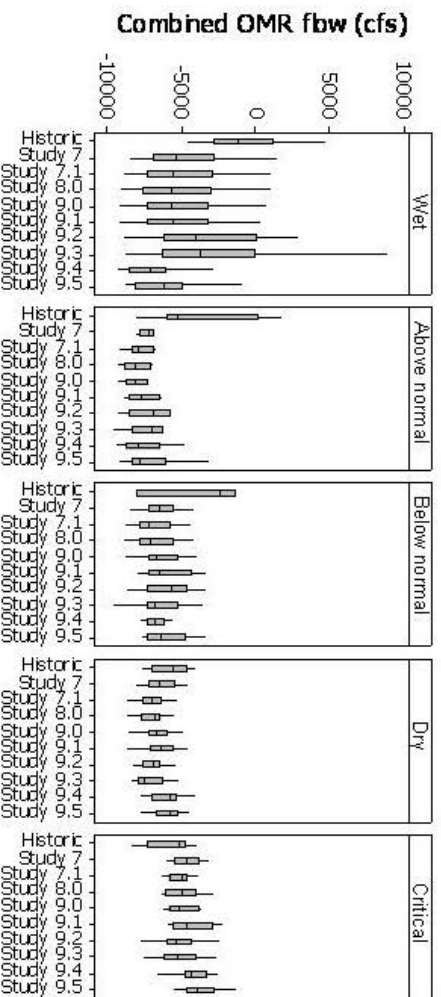 Combined OMR flow (cfs)
-10000
-5000
0
5000
10000
Wet
Historic
Study 7
Study 7.1
Study 8.0
Study 9.0
Study 9.1
Study 9.2
Study 9.3
Study 9.4
Study 9.5
Above normal
Historic
Study 7
Study 7.1
Study 8.0
Study 9.0
Study 9.1
Study 9.2
Study 9.3
Study 9.4
Study 9.5
Below normal
Historic
Study 7
Study 7.1
Study 8.0
Study 9.0
Study 9.1
Study 9.2
Study 9.3
Study 9.4
Study 9.5
Dry
Historic
Study 7
Study 7.1
Study 8.0
Study 9.0
Study 9.1
Study 9.2
Study 9.3
Study 9.4
Study 9.5
Critical
Historic
Study 7
Study 7.1
Study 8.0
Study 9.0
Study 9.1
Study 9.2
Study 9.3
Study 9.4
Study 9.5